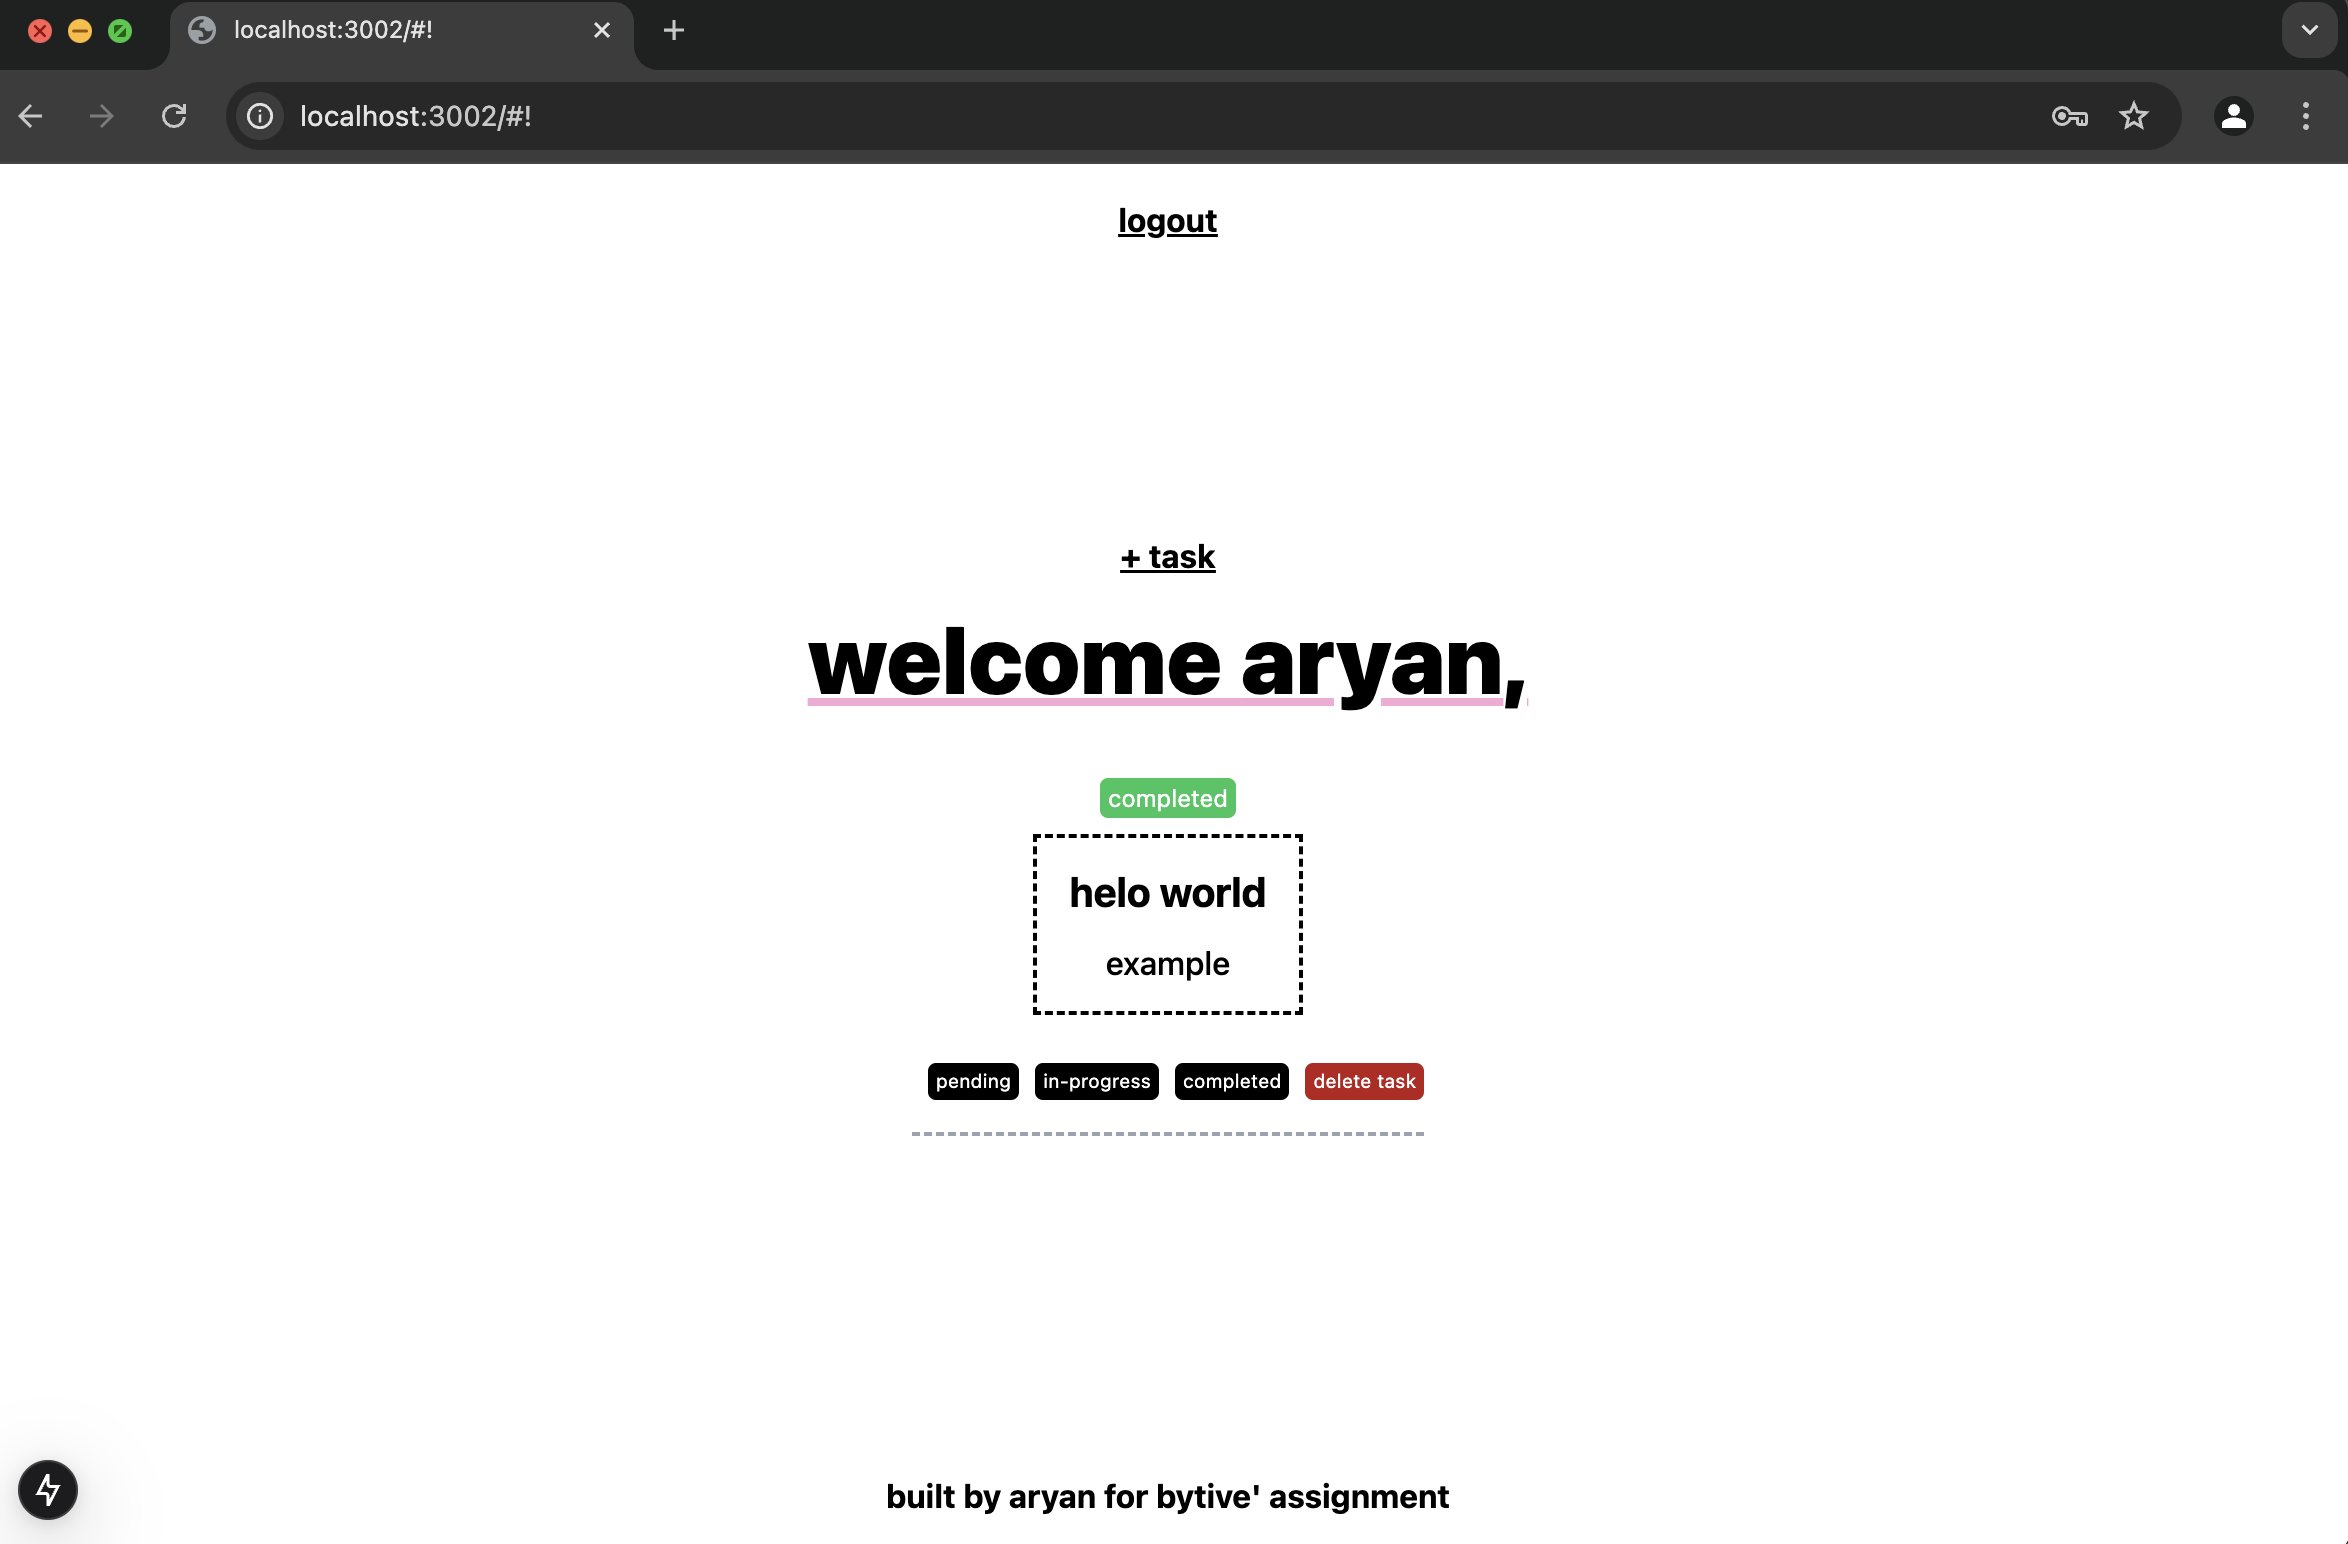 localhost:3002/#!
localhost:3002/#!
logout
+ task
welcome aryan,
completed
helo world
example
pending in-progress completed delete task
built by aryan for bytive' assignment